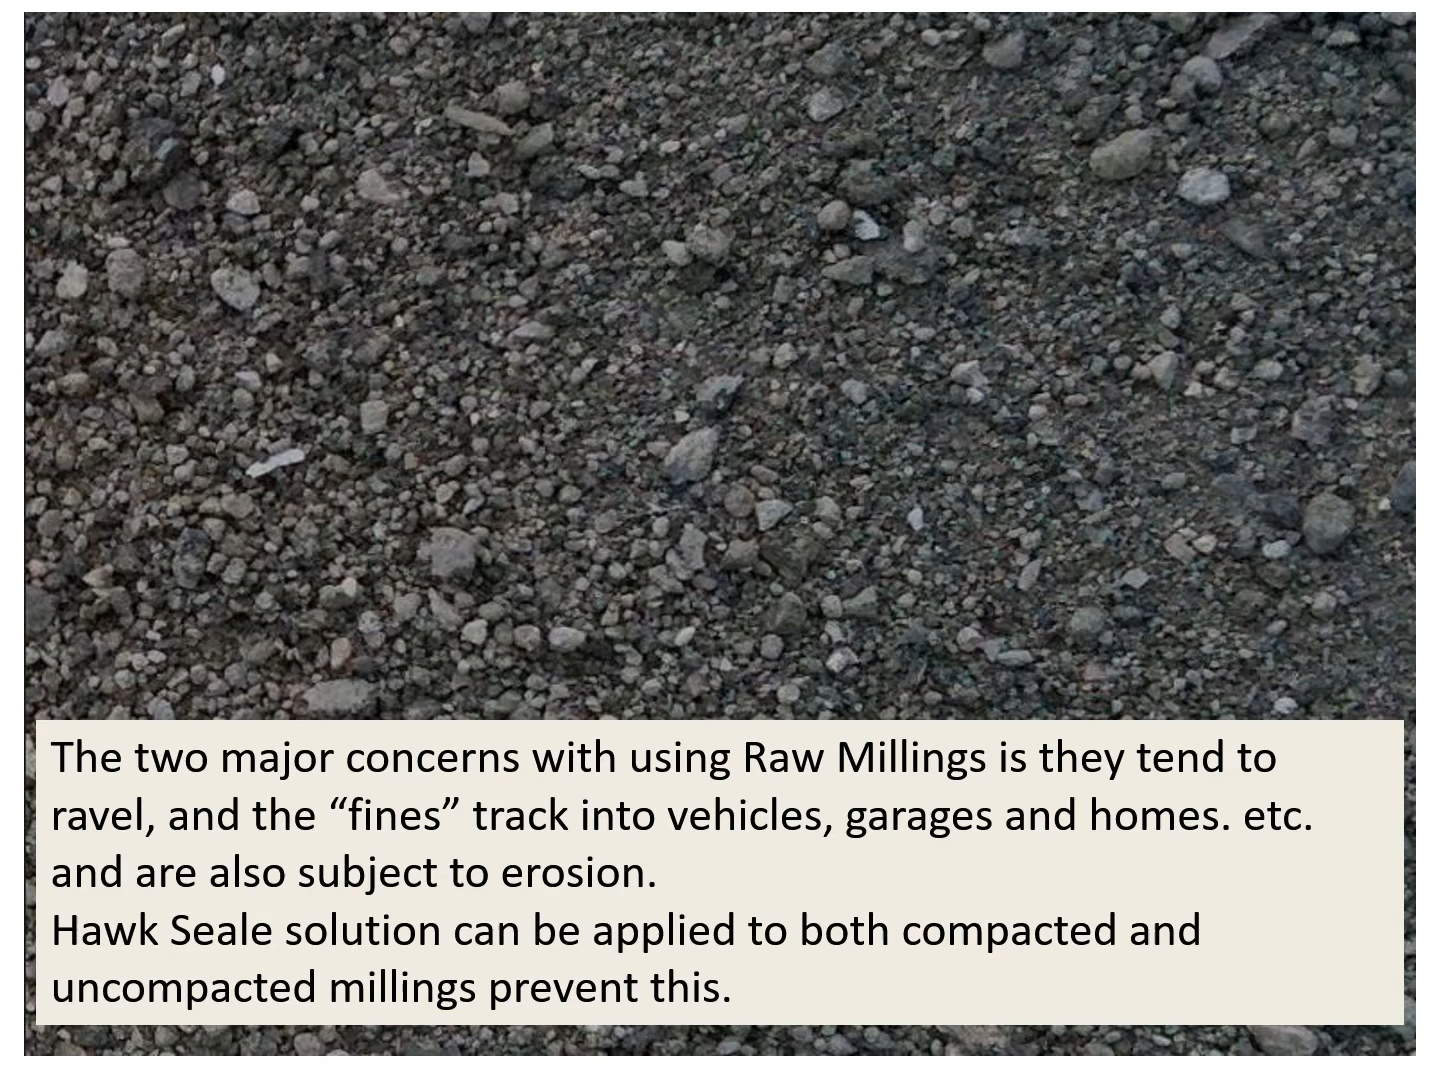 The two major concerns with using Raw Millings is they tend to
ravel, and the “fines” track into vehicles, garages and homes. etc.
and are also subject to erosion.
Hawk Seale solution can be applied to both compacted and
uncompacted millings prevent this.